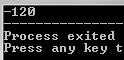 -120
--------------------
Process exited
Press any key t